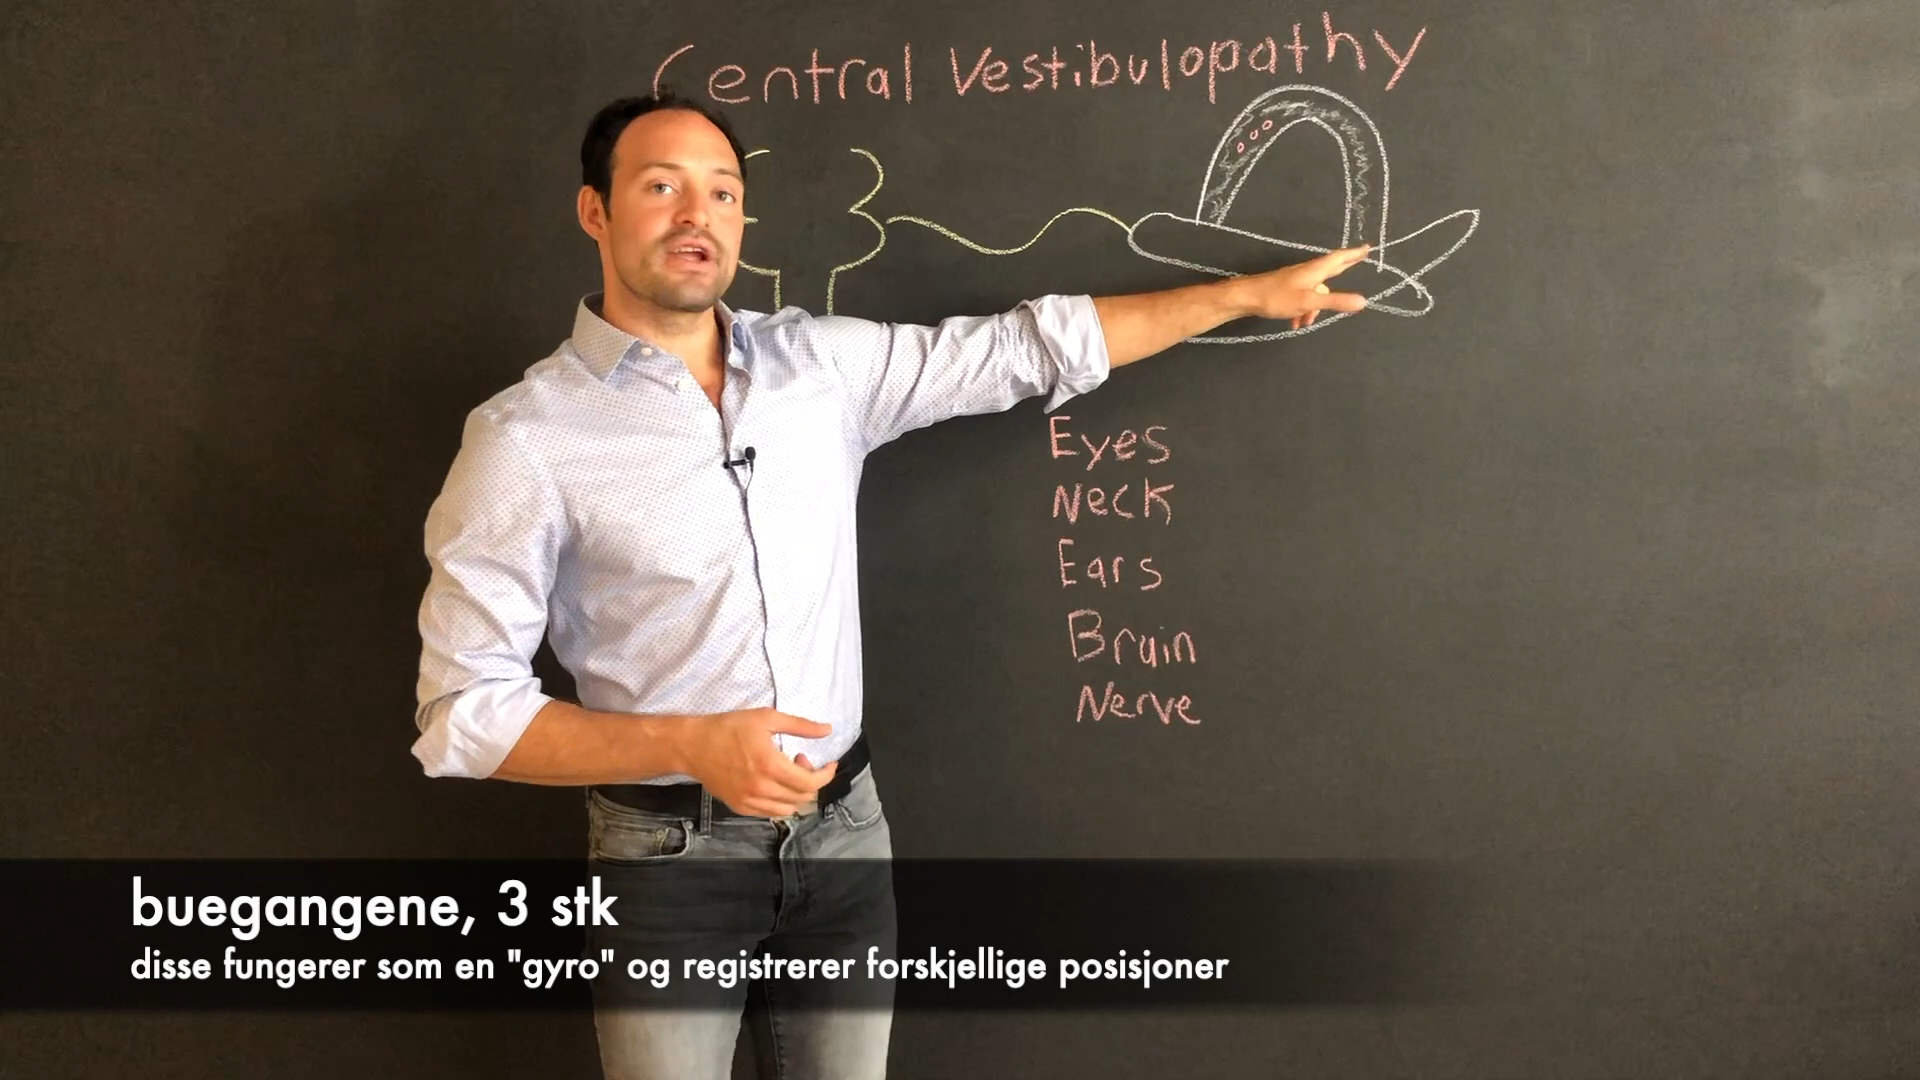 Central Vestibulopathy
Eyes
Neck
Ears
Brain
Nerve
buegangene, 3 stk
disse fungerer som en "gyro" og registrerer forskjellige posisjoner